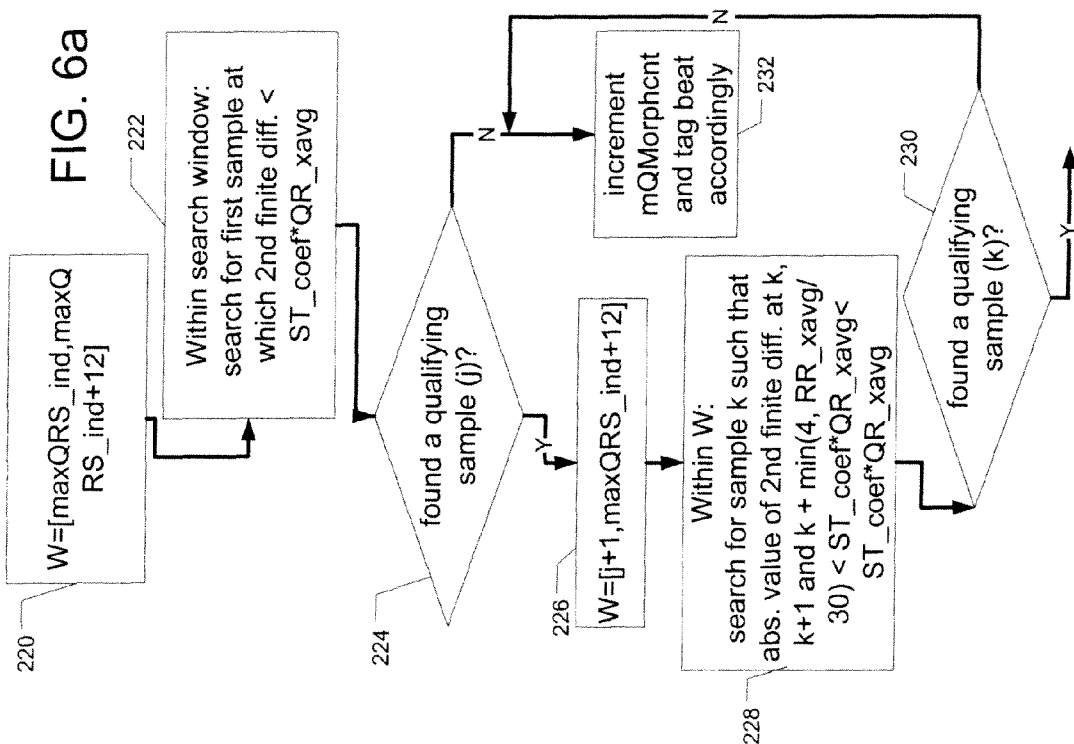 FIG. 6a
220
W=[maxQRS_ind,maxQ
RS_ind+12]
222
Within search window:
search for first sample at
which 2nd finite diff. <
ST_coef*QR_xavg
224
found a qualifying
sample (j)?
N
Y
226
W=[j+1,maxQRS_ind+12]
228
Within W:
search for sample k such that
abs. value of 2nd finite diff. at k,
k+1 and k + min(4, RR_xavg/
30) < ST_coef*QR_xavg<
ST_coef*QR_xavg
230
found a qualifying
sample (k)?
N
Y
increment
mQMorphcnt
and tag beat
accordingly
232